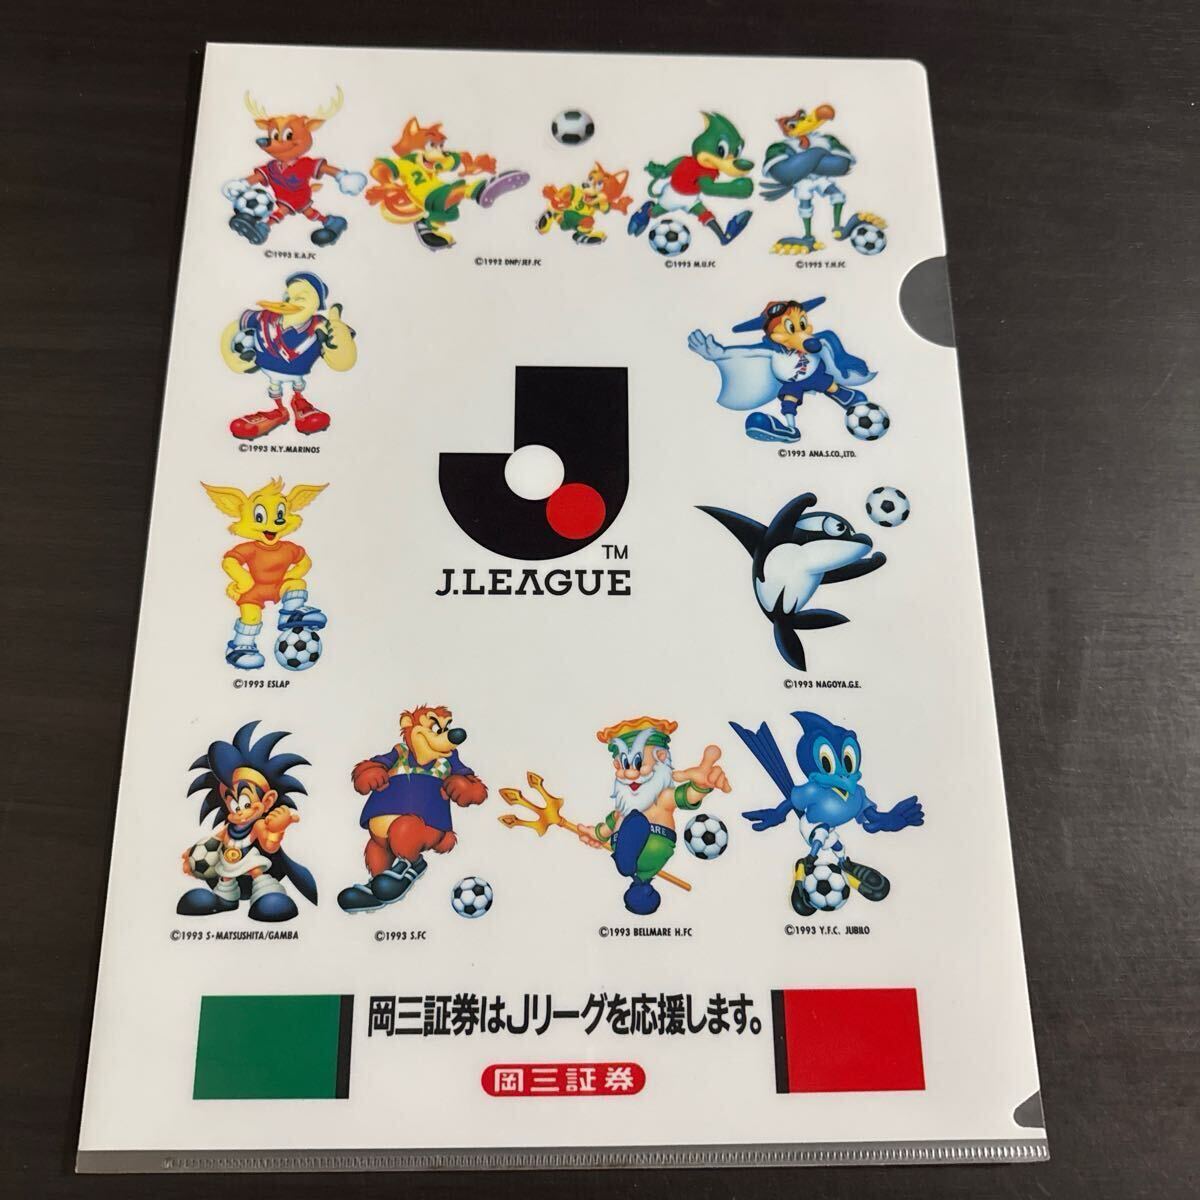 ©1993 K.A.FC
©1992 DNP/JEF.FC
©1993 M.U.FC
©1993 Y.H.FC
2
©1993 N.Y.MARINOS
©1993 ANA.S.CO.,LTD.
TM
J.LEAGUE
©1993 ESLAP
©1993 NAGOYA.G.E.
©1993 S・MATSUSHITA/GAMBA
©1993 S.FC
©1993 BELLMARE H.FC
©1993 Y.F.C. JUBILO
岡三証券はJリーグを応援します。
岡三証券